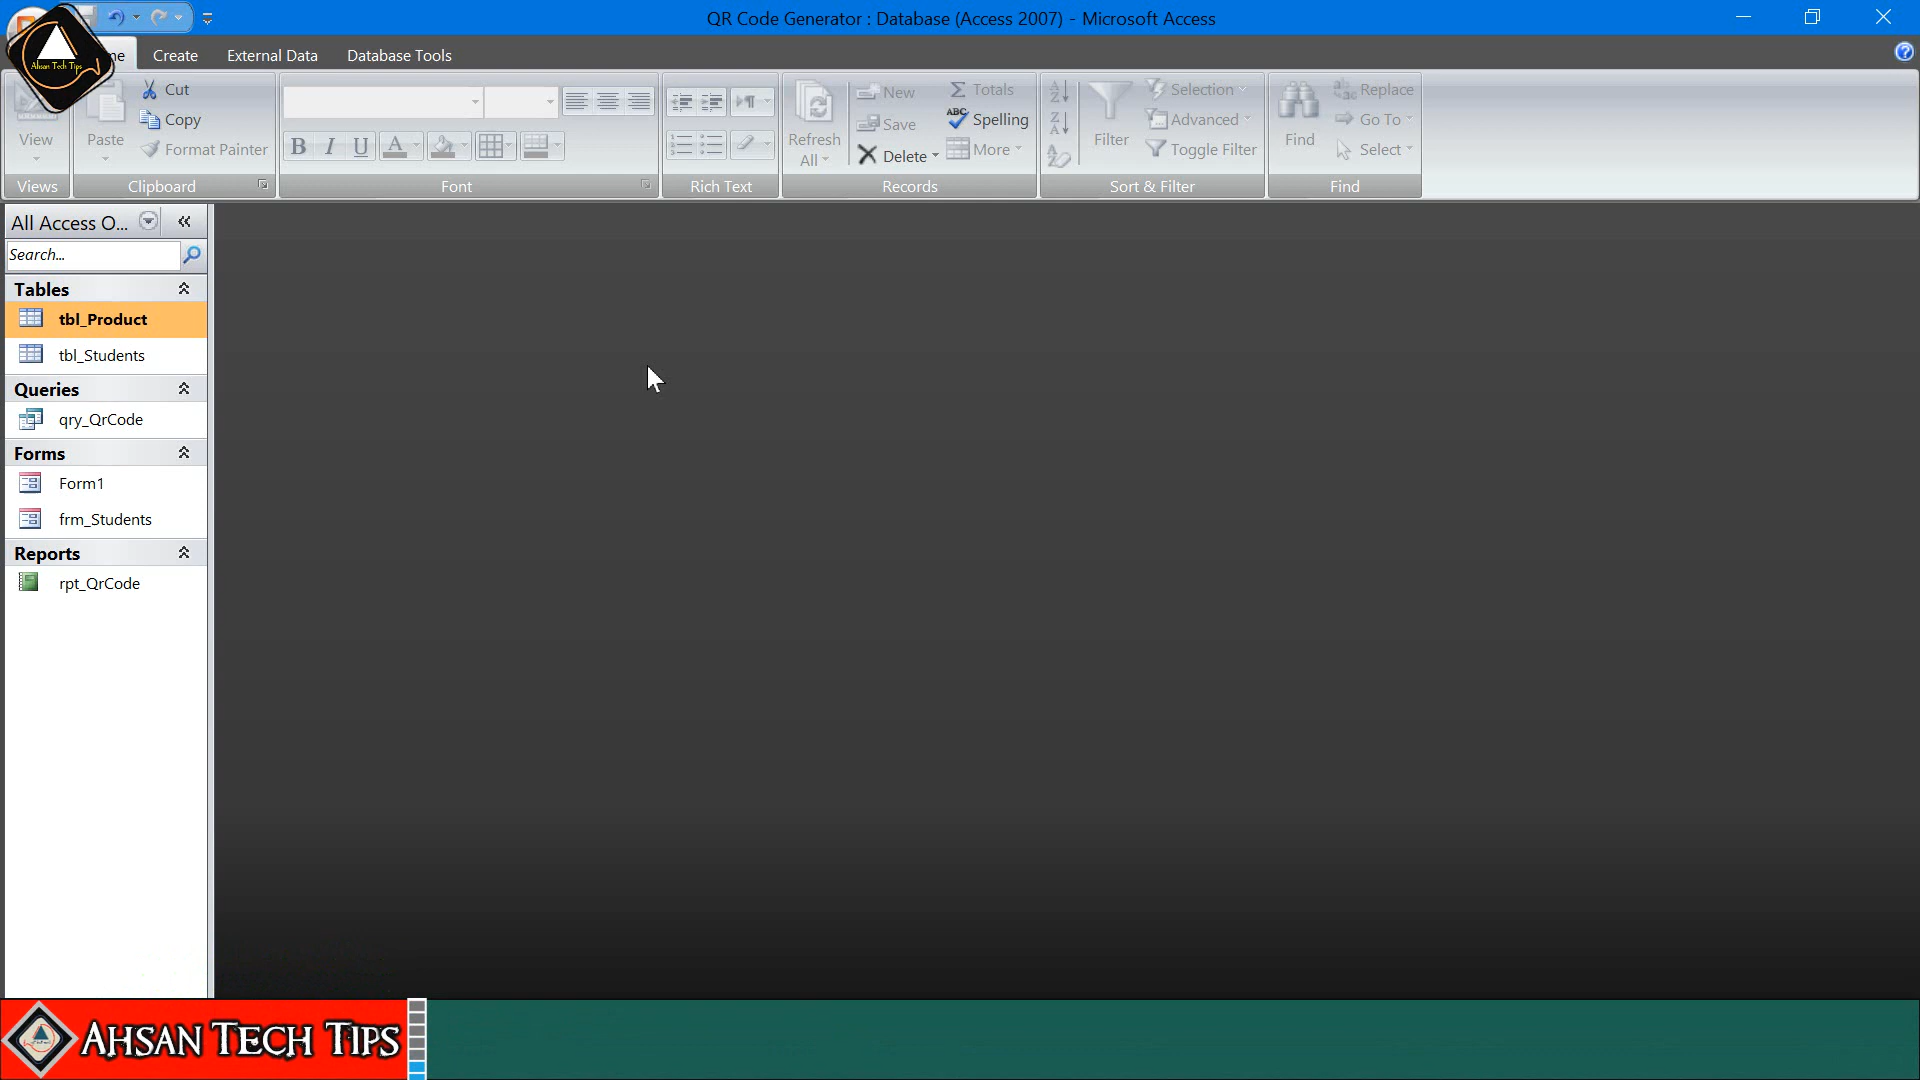 QR Code Generator : Database (Access 2007) - Microsoft Access
Create External Data Database Tools
Ahsan Tech Tips
View
Views
Paste
Cut
Copy
Format Painter
Clipboard
B I U A
Font
Rich Text
Refresh All
New
Save
Delete
Totals
Spelling
More
Records
Filter
Selection
Advanced
Toggle Filter
Sort & Filter
Find
Replace
Go To
Select
Find
All Access O...
Search...
Tables
tbl_Product
tbl_Students
Queries
qry_QrCode
Forms
Form1
frm_Students
Reports
rpt_QrCode
AHSAN TECH TIPS